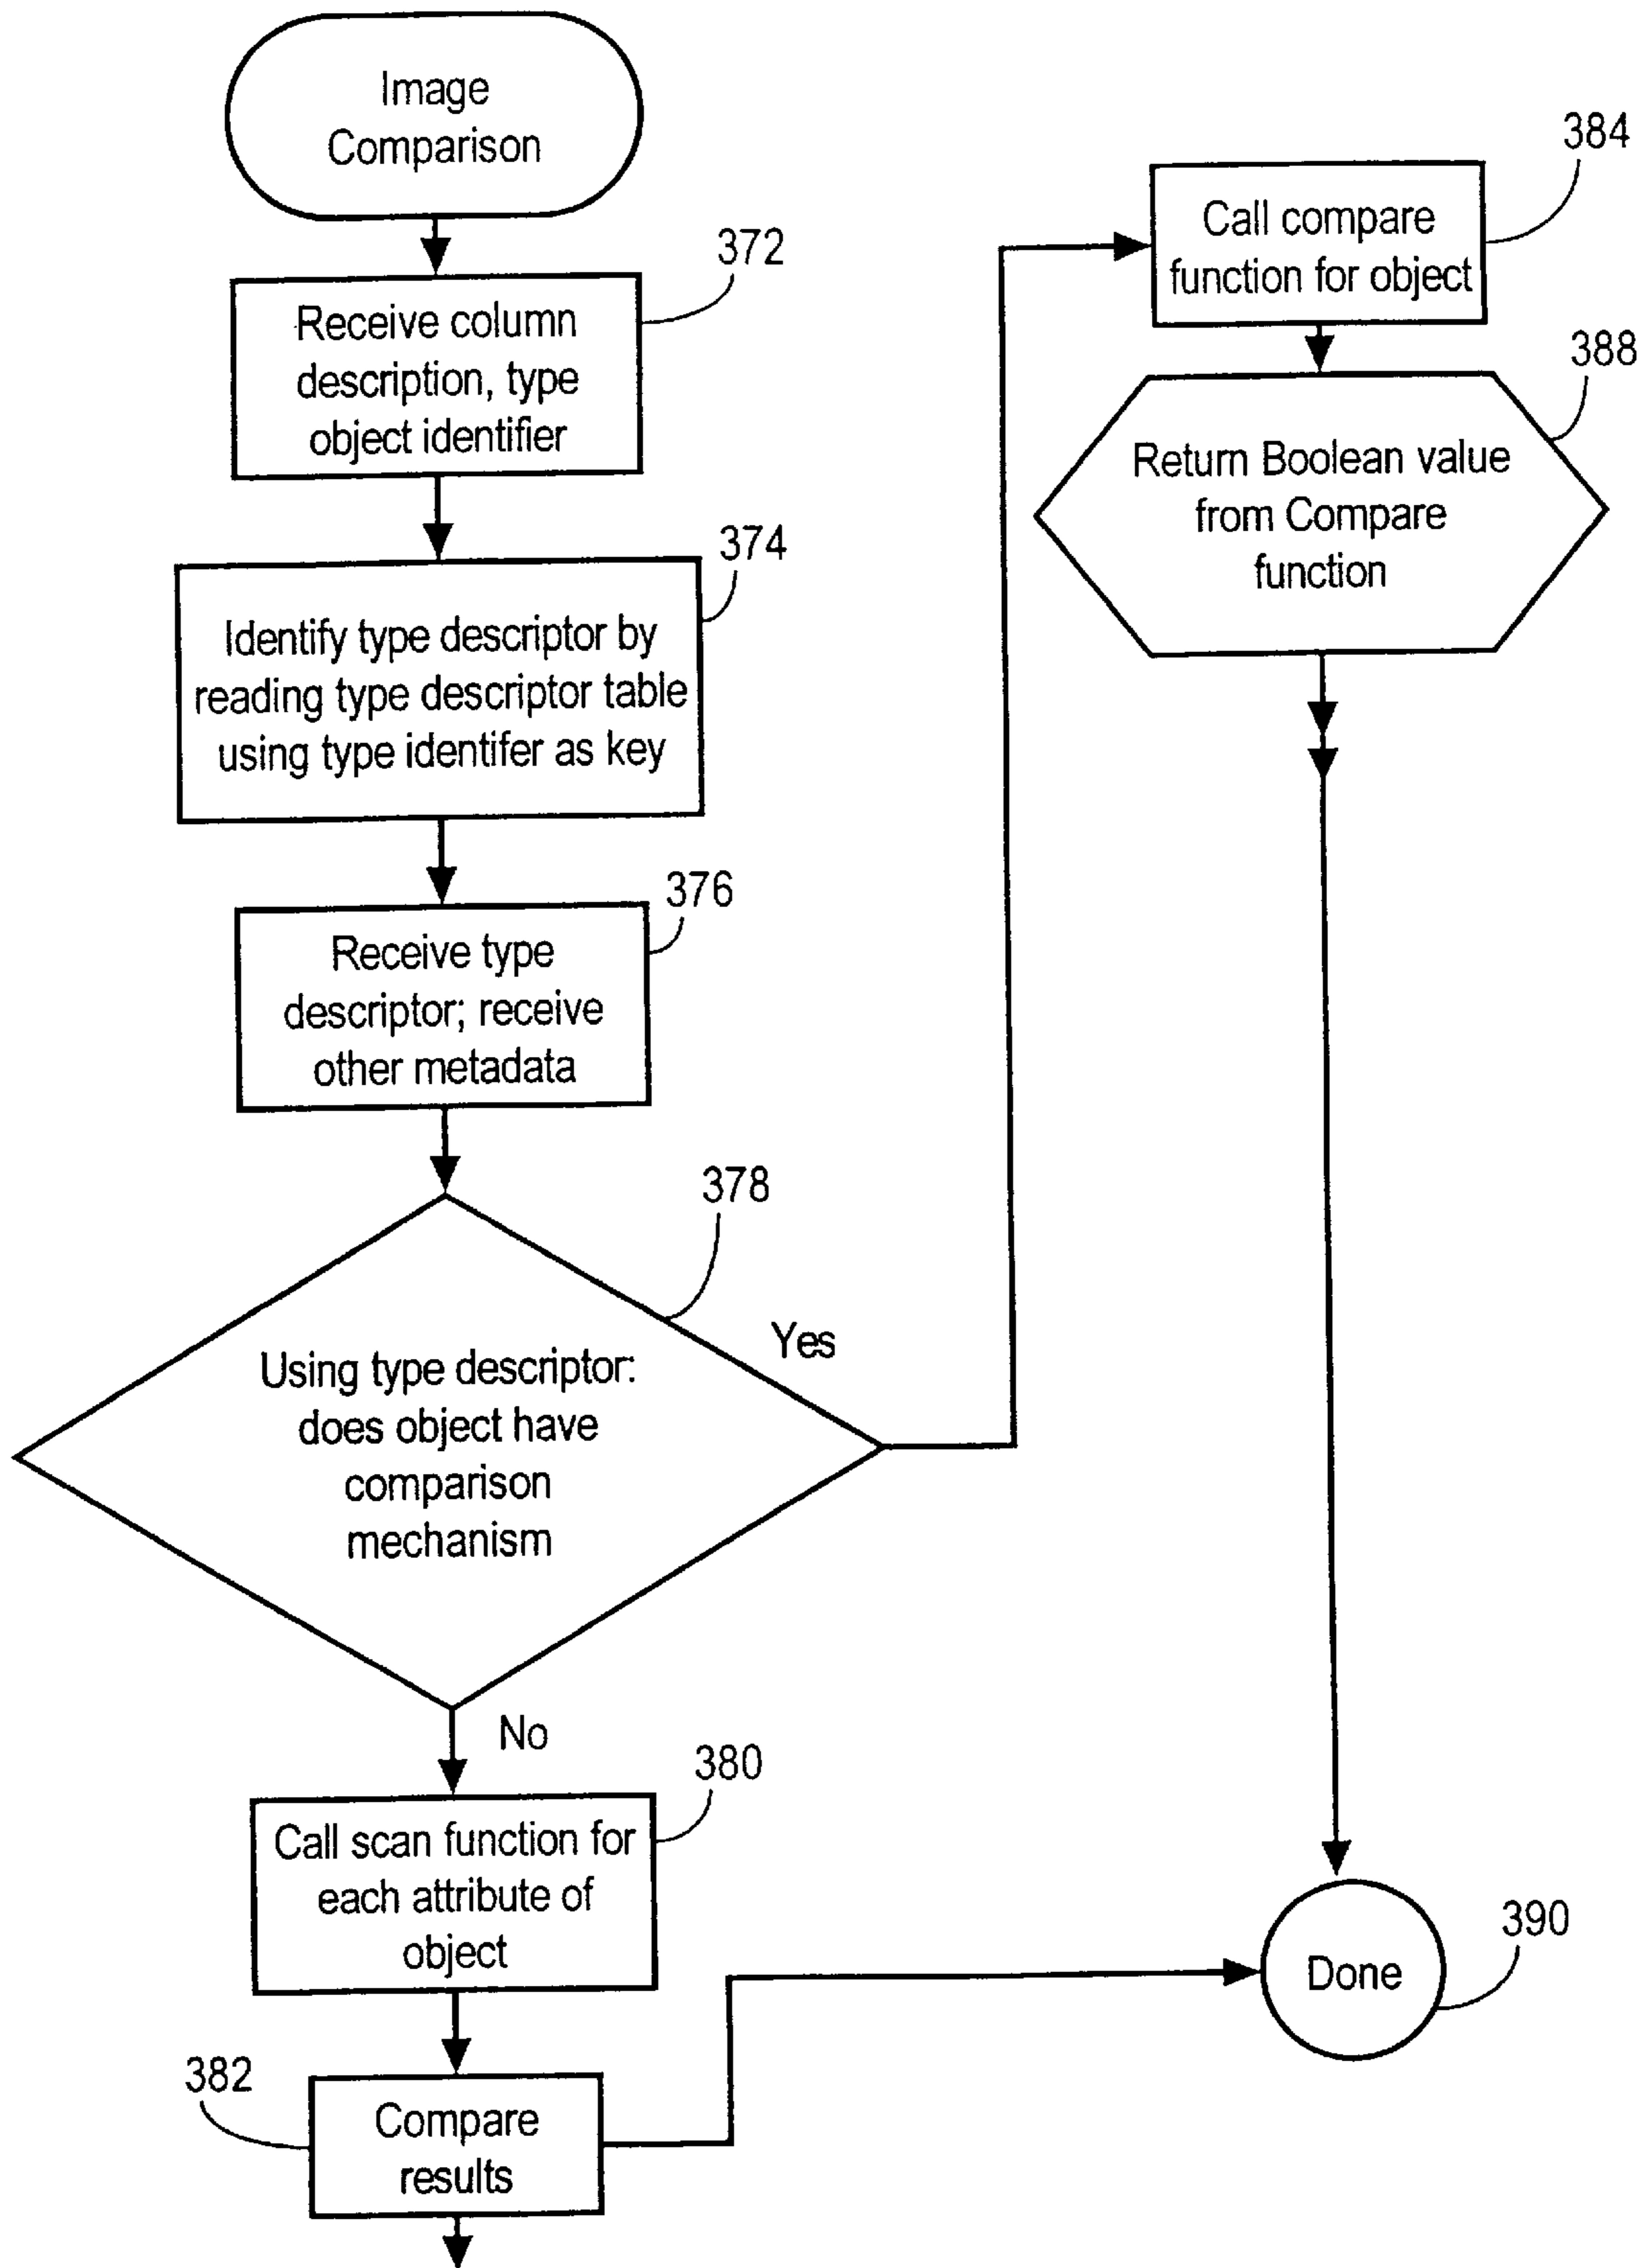 Image
Comparison
372
Receive column
description, type
object identifier
374
Identify type descriptor by
reading type descriptor table
using type identifer as key
376
Receive type
descriptor; receive
other metadata
378
Using type descriptor:
does object have
comparison
mechanism
Yes
No
380
Call scan function for
each attribute of
object
382
Compare
results
384
Call compare
function for object
388
Return Boolean value
from Compare
function
390
Done